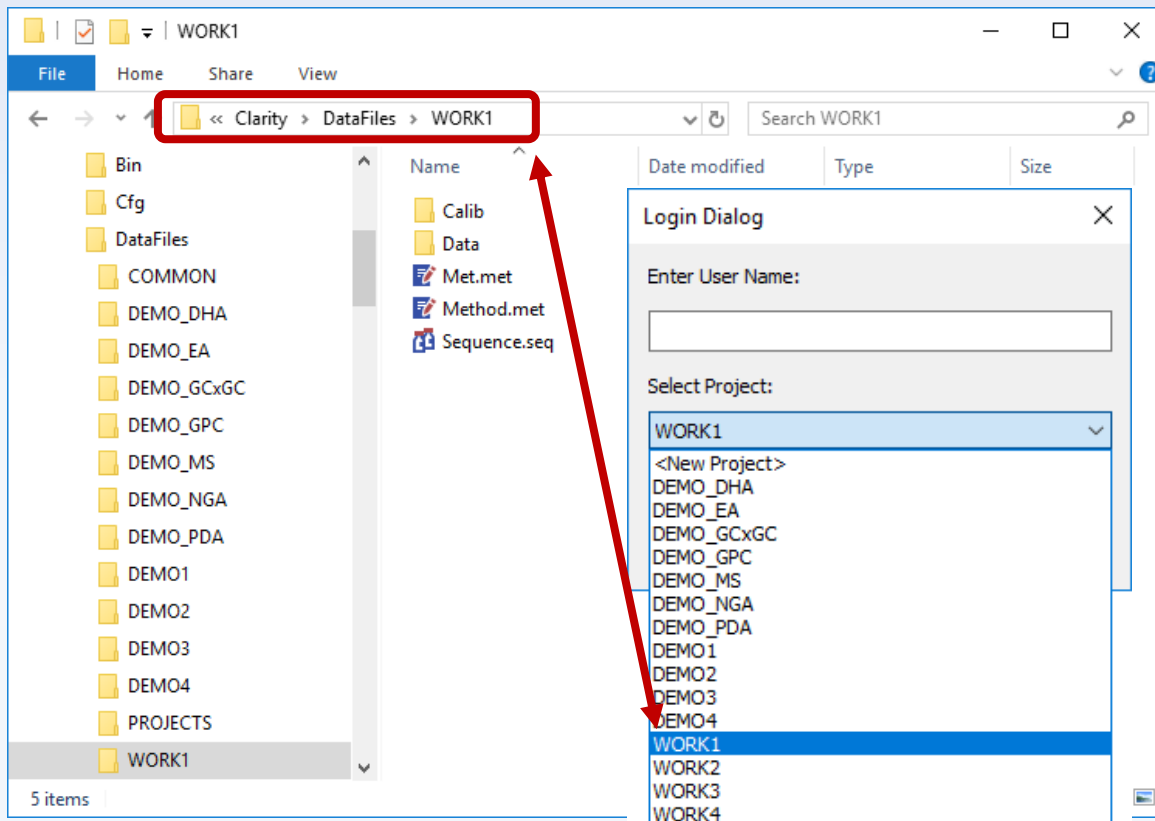 WORK1
File Home Share View
« Clarity > DataFiles > WORK1
Search WORK1
Bin
Cfg
DataFiles
COMMON
DEMO_DHA
DEMO_EA
DEMO_GCxGC
DEMO_GPC
DEMO_MS
DEMO_NGA
DEMO_PDA
DEMO1
DEMO2
DEMO3
DEMO4
PROJECTS
WORK1
Name Date modified Type Size
Calib
Data
Met.met
Method.met
Sequence.seq
Login Dialog
Enter User Name:
Select Project:
WORK1
<New Project>
DEMO_DHA
DEMO_EA
DEMO_GCxGC
DEMO_GPC
DEMO_MS
DEMO_NGA
DEMO_PDA
DEMO1
DEMO2
DEMO3
DEMO4
WORK1
WORK2
WORK3
WORK4
5 items